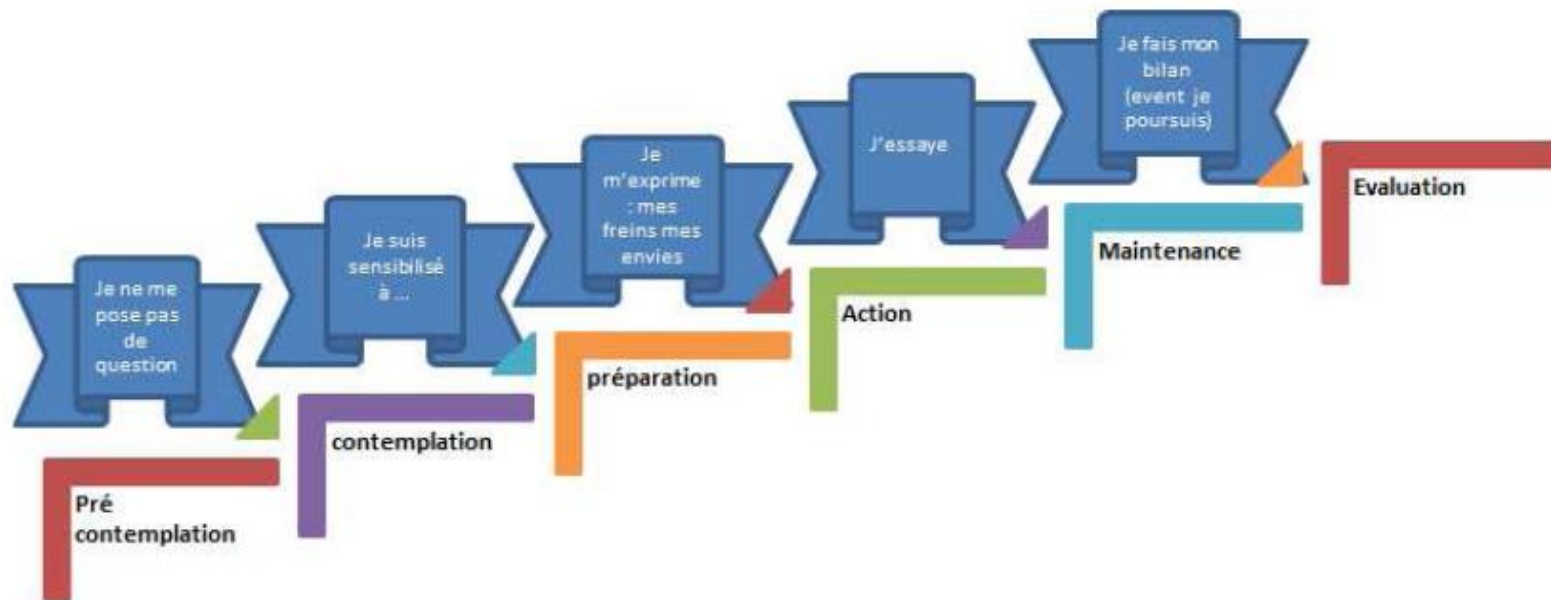 Je ne me
pose pas
de
question
Pré
contemplation
Je suis
sensibilisé
à ...
contemplation
Je
m'exprime
: mes
freins mes
envies
préparation
J'essaye
Action
Je fais mon
bilan
(event je
poursuis)
Maintenance
Evaluation